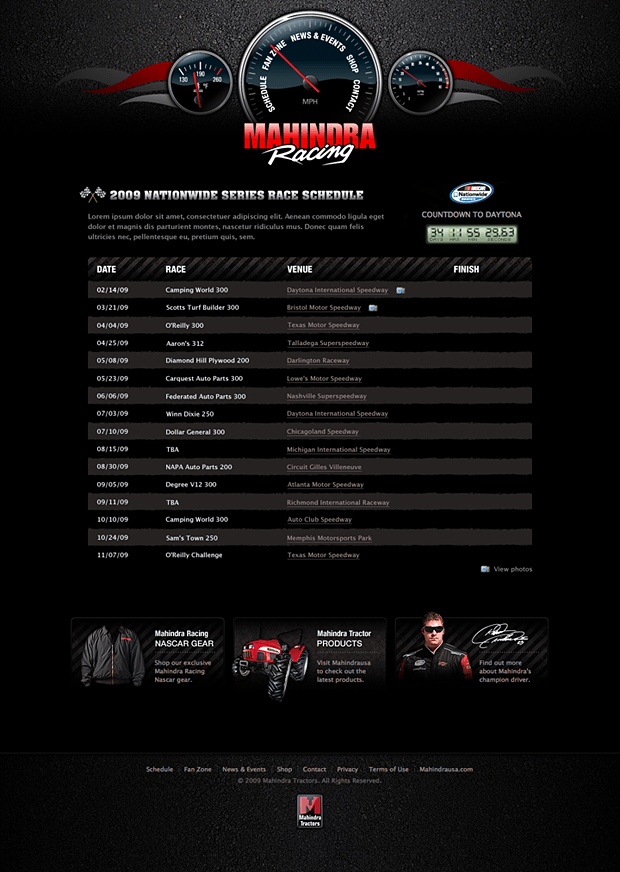 130 190 260
SCHEDULE FAN ZONE NEWS & EVENTS SHOP CONTACT
MPH
MAHINDRA
Racing
2009 NATIONWIDE SERIES RACE SCHEDULE
Lorem ipsum dolor sit amet, consectetuer adipiscing elit. Aenean commodo ligula eget
dolor et magnis dis parturient montes, nascetur ridiculus mus. Donec quam felis
ultricies nec, pellentesque eu, pretium quis, sem.
NASCAR
Nationwide
SERIES
COUNTDOWN TO DAYTONA
34 11 55 29.63
DAYS HRS MIN SECONDS
DATE RACE VENUE FINISH
02/14/09 Camping World 300 Daytona International Speedway
03/21/09 Scotts Turf Builder 300 Bristol Motor Speedway
04/04/09 O'Reilly 300 Texas Motor Speedway
04/25/09 Aaron's 312 Talladega Superspeedway
05/08/09 Diamond Hill Plywood 200 Darlington Raceway
05/23/09 Carquest Auto Parts 300 Lowe's Motor Speedway
06/06/09 Federated Auto Parts 300 Nashville Superspeedway
07/03/09 Winn Dixie 250 Daytona International Speedway
07/10/09 Dollar General 300 Chicagoland Speedway
08/15/09 TBA Michigan International Speedway
08/30/09 NAPA Auto Parts 200 Circuit Gilles Villeneuve
09/05/09 Degree V12 300 Atlanta Motor Speedway
09/11/09 TBA Richmond International Raceway
10/10/09 Camping World 300 Auto Club Speedway
10/24/09 Sam's Town 250 Memphis Motorsports Park
11/07/09 O'Reilly Challenge Texas Motor Speedway
View photos
Mahindra Racing
NASCAR GEAR
Shop our exclusive
Mahindra Racing
Nascar gear.
Mahindra Tractor
PRODUCTS
Visit Mahindrausa
to check out the
latest products.
Find out more
about Mahindra's
champion driver.
Schedule Fan Zone News & Events Shop Contact Privacy Terms of Use Mahindrausa.com
© 2009 Mahindra Tractors. All Rights Reserved.
Mahindra
Tractors